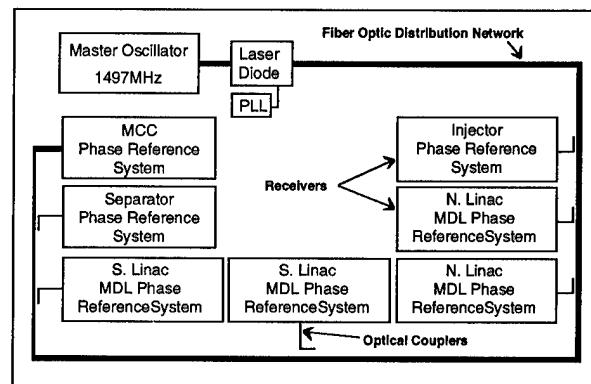 Fiber Optic Distribution Network
Master Oscillator
1497MHz
Laser
Diode
PLL
MCC
Phase Reference
System
Injector
Phase Reference
System
Receivers
Separator
Phase Reference
System
N. Linac
MDL Phase
ReferenceSystem
S. Linac
MDL Phase
ReferenceSystem
S. Linac
MDL Phase
ReferenceSystem
N. Linac
MDL Phase
ReferenceSystem
Optical Couplers